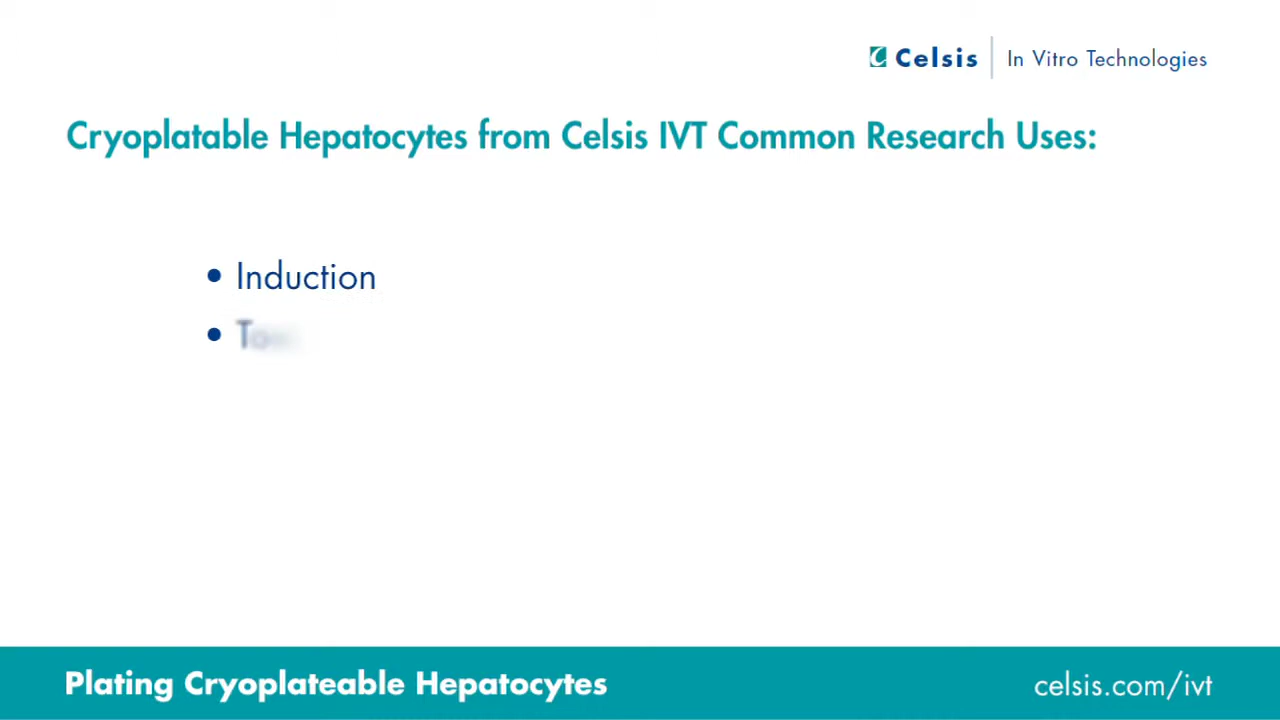 Celsis In Vitro Technologies
Cryoplatable Hepatocytes from Celsis IVT Common Research Uses:
• Induction
•
Plating Cryoplateable Hepatocytes
celsis.com/ivt